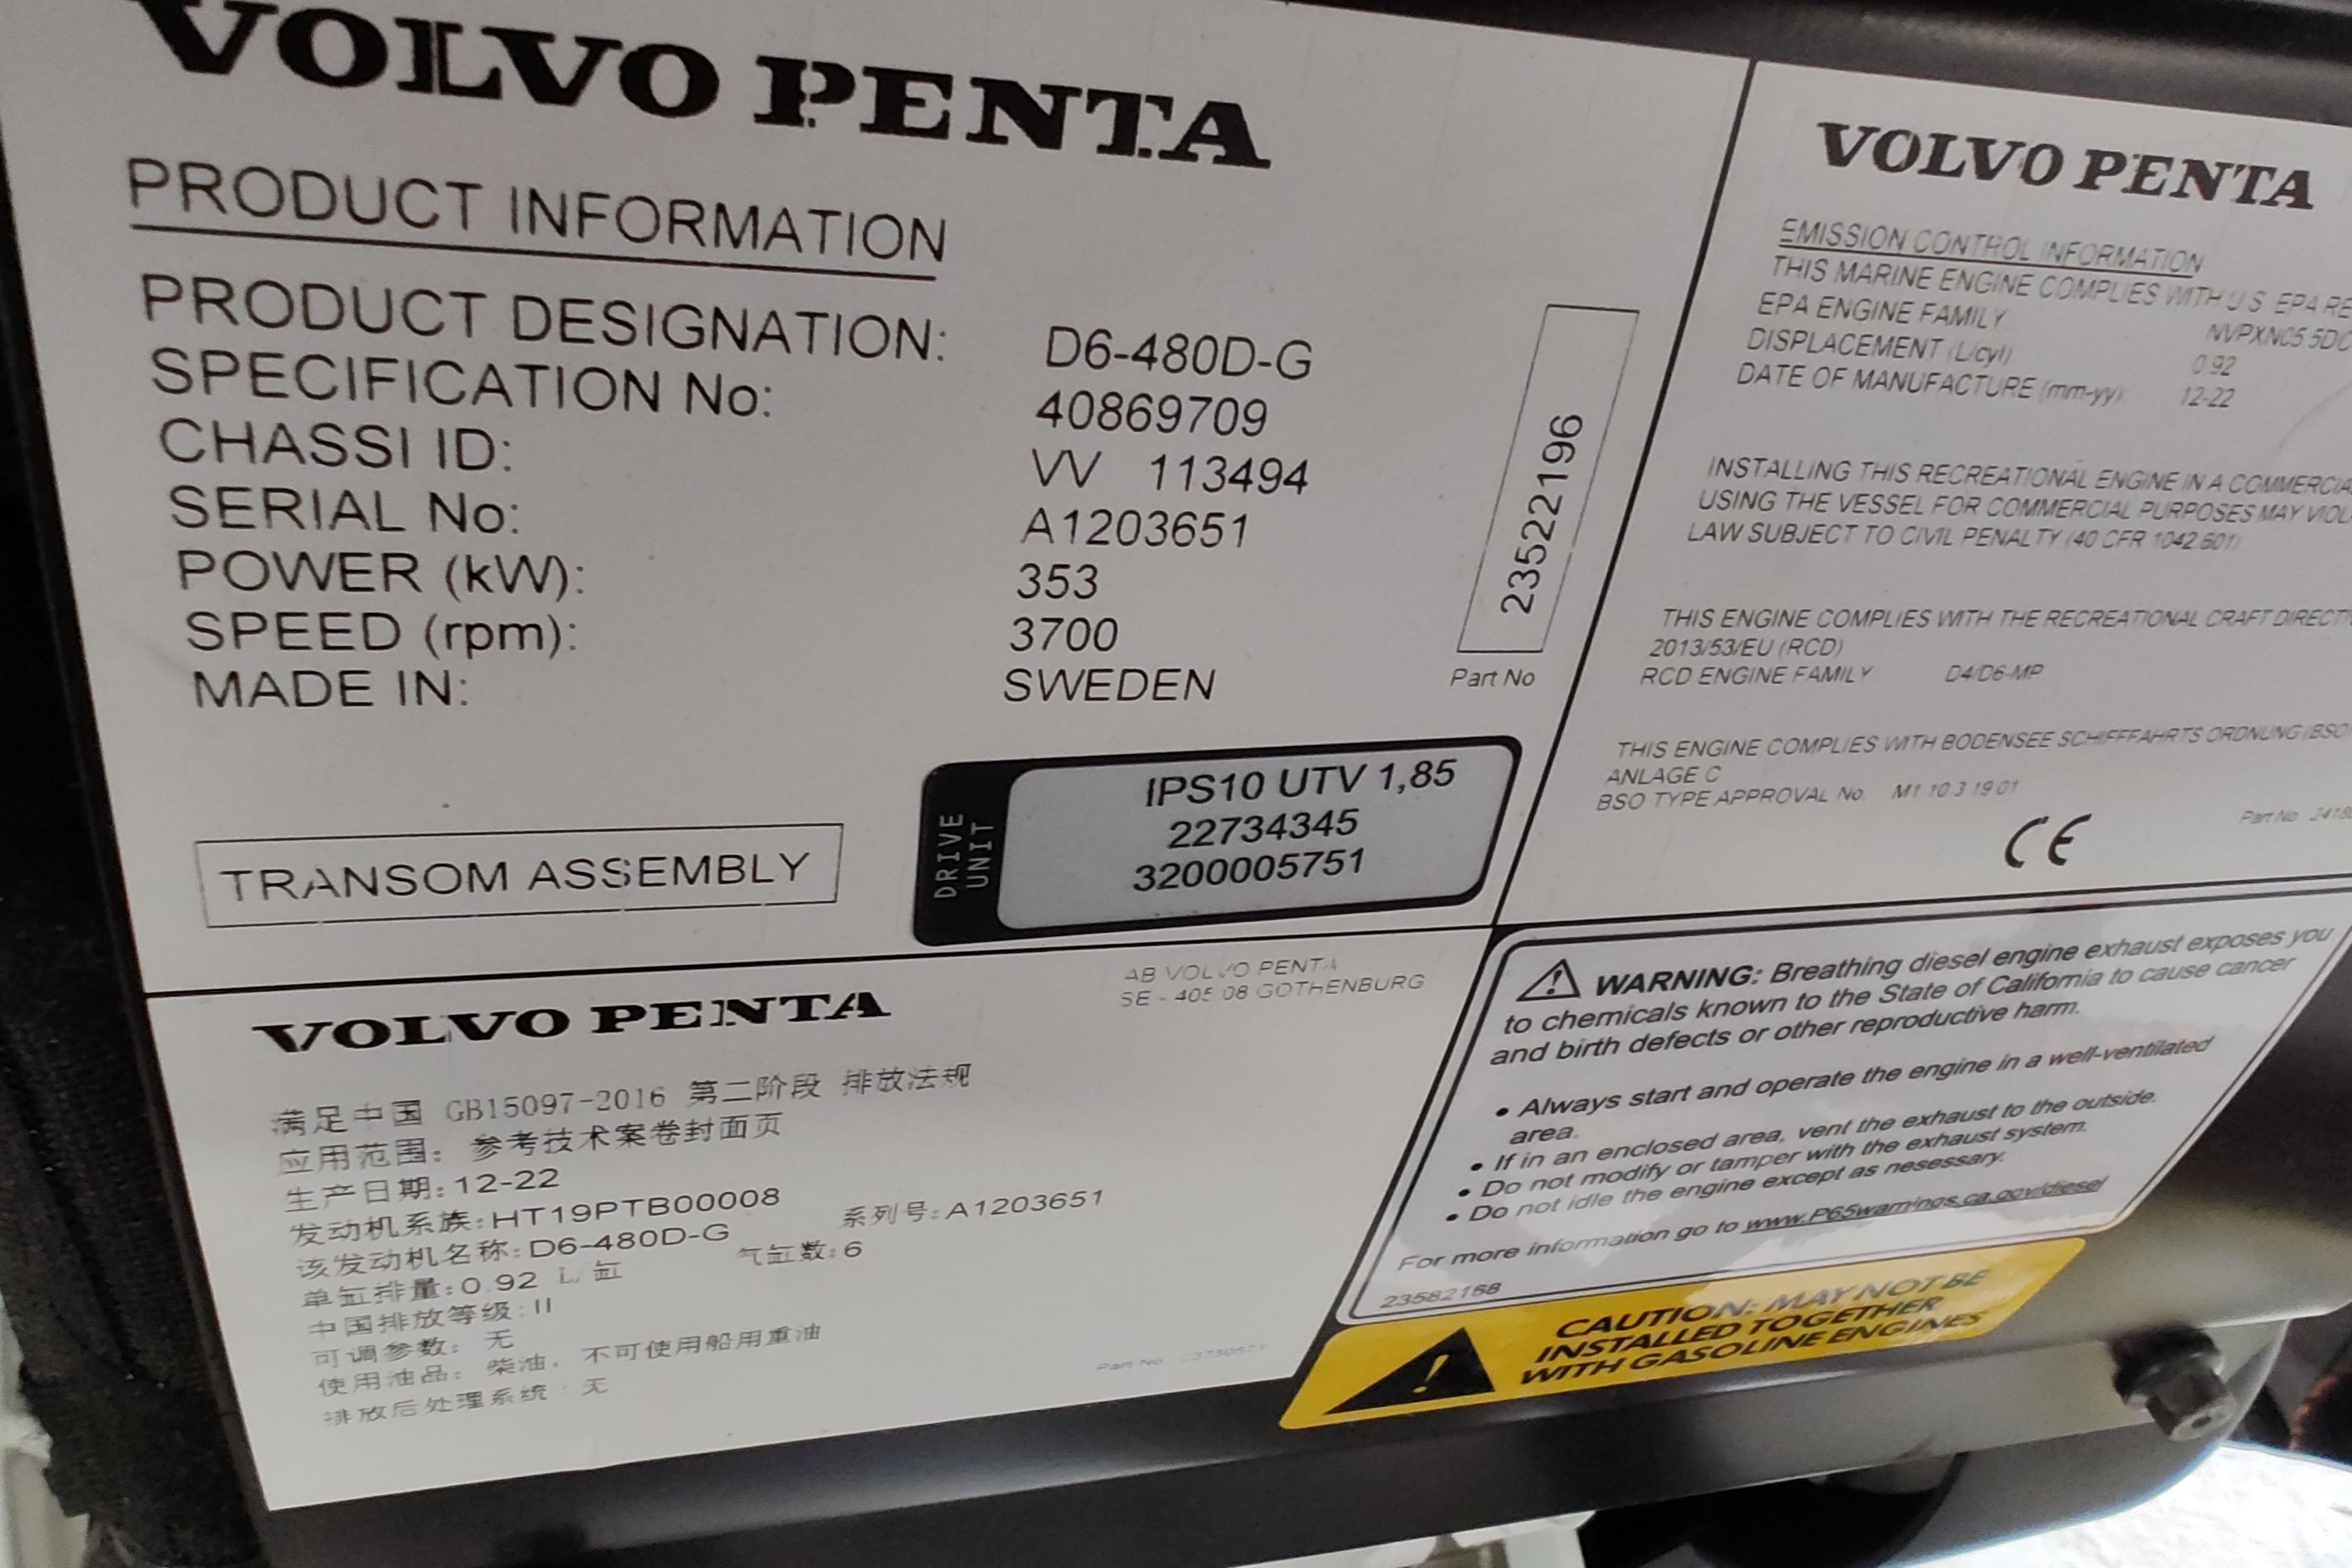 VOLVO PENTA
PRODUCT INFORMATION
PRODUCT DESIGNATION: D6-480D-G
SPECIFICATION No: 40869709
CHASSI ID: VV 113494
SERIAL No: A1203651
POWER (kW): 353
SPEED (rpm): 3700
MADE IN: SWEDEN
23522196
Part No
TRANSOM ASSEMBLY
DRIVE UNIT
IPS10 UTV 1,85
22734345
3200005751
VOLVO PENTA
EMISSION CONTROL INFORMATION
THIS MARINE ENGINE COMPLIES WITH U.S. EPA
EPA ENGINE FAMILY
DISPLACEMENT (L/cyl) 0.92
DATE OF MANUFACTURE (mm-yy) 12-22
INSTALLING THIS RECREATIONAL ENGINE IN A
USING THE VESSEL FOR COMMERCIAL PURPOSES MAY
LAW SUBJECT TO CIVIL PENALTY (40 CFR 1042.601)
THIS ENGINE COMPLIES WITH THE RECREATIONAL CRAFT
2013/53/EU (RCD)
RCD ENGINE FAMILY D4/D6-MP
THIS ENGINE COMPLIES WITH BODENSEE SCHIFFFAHRTS ORDNUNG (BSO
ANLAGE C
BSO TYPE APPROVAL No. M1 10 3 19 01
Part No
CE
VOLVO PENTA
AB VOLVO PENTA
SE - 405 08 GOTHENBURG
满足中国 GB15097-2016 第二阶段 排放法规
应用范围: 参考技术案卷封面页
生产日期:12-22
发动机系族:HT19PTB00008 系列号:A1203651
该发动机名称:D6-480D-G
单缸排量:0.92 L/缸 气缸数:6
中国排放等级:II
可调参数: 无
使用油品: 柴油, 不可使用船用重油
排放后处理系统: 无
Part No
WARNING: Breathing diesel engine exhaust exposes you
to chemicals known to the State of California to cause cancer
and birth defects or other reproductive harm.
• Always start and operate the engine in a well-ventilated
area.
• If in an enclosed area, vent the exhaust to the outside.
• Do not modify or tamper with the exhaust system.
• Do not idle the engine except as nesessary.
For more information go to www.P65warnings.ca.gov/diesel
23582168
CAUTION: MAY NOT BE
INSTALLED TOGETHER
WITH GASOLINE ENGINES